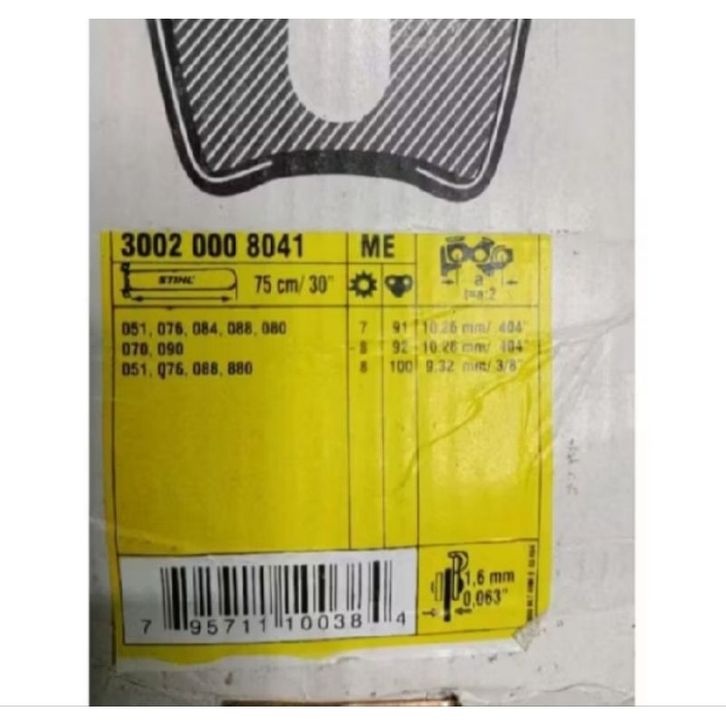 3002 000 8041 ME
STIHL 75 cm/ 30" a
t=a:2
051, 076, 084, 088, 080 7 91 10.26 mm/ .404"
070, 090 8 92 10.26 mm/ .404"
051, 076, 088, 880 8 100 9.32 mm/ 3/8"
1,6 mm
0,063"
7 95711 10038 4